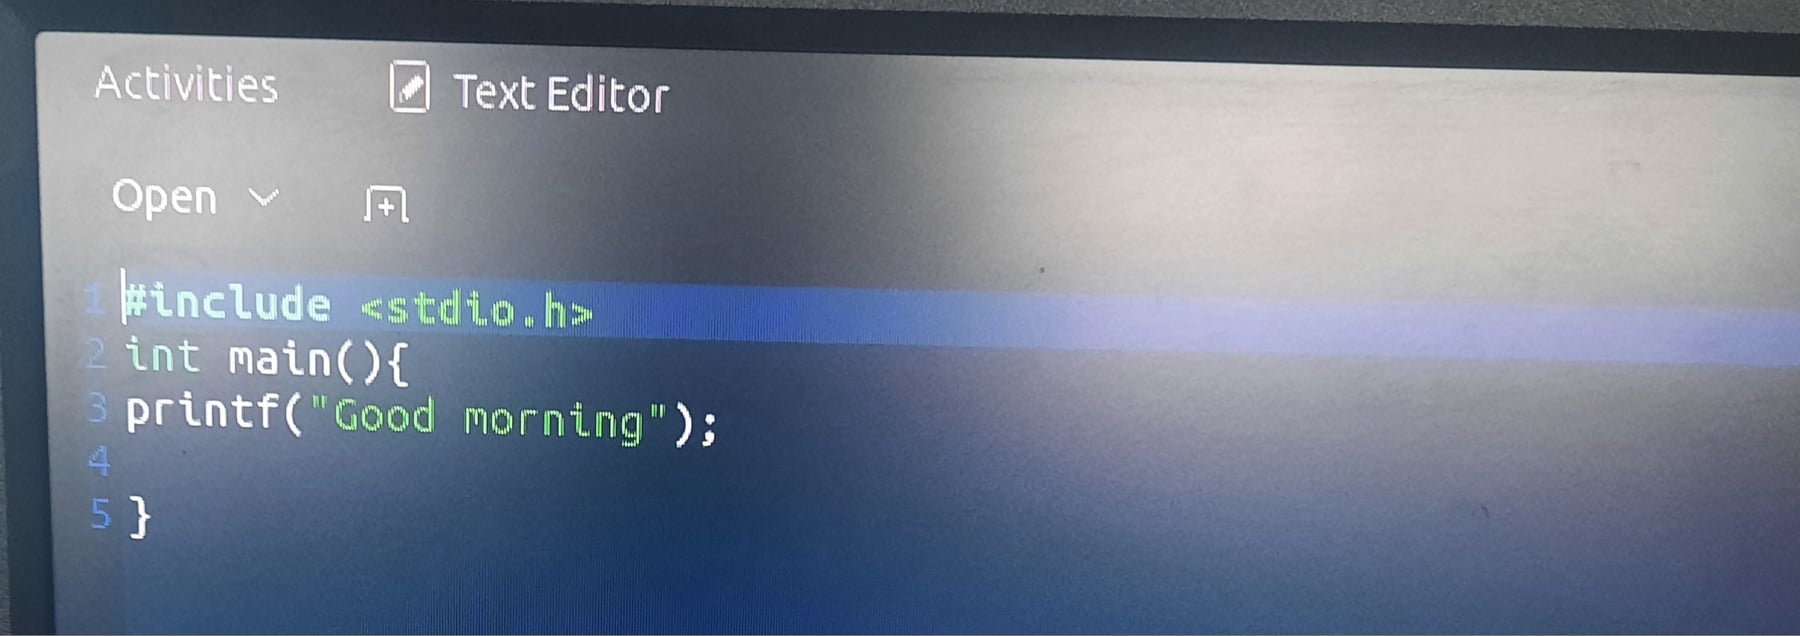 Activities Text Editor
Open
1 #include <stdio.h>
2 int main(){
3 printf("Good morning");
4
5 }